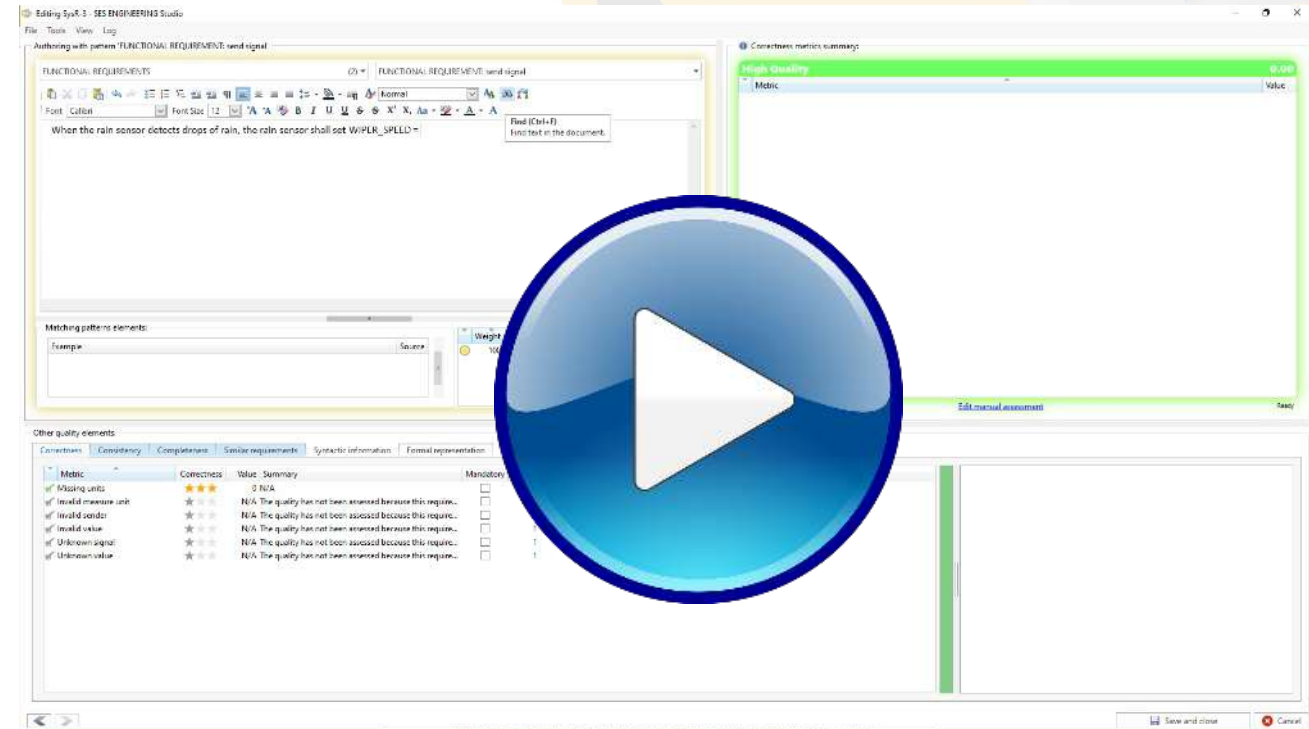 Editing SysR-3 - SES ENGINEERING Studio
File Tools View Log
Authoring with pattern 'FUNCTIONAL REQUIREMENT: send signal
FUNCTIONAL REQUIREMENTS (2) FUNCTIONAL REQUIREMENT: send signal
Normal
Font Calibri Font Size 12
Find (Ctrl+F)
Find text in the document.
When the rain sensor detects drops of rain, the rain sensor shall set WIPER_SPEED =
Matching patterns elements:
Example Source
Weight
Correctness metrics summary:
High Quality 0.00
Metric Value
Edit manual assessment Ready
Other quality elements
Correctness Consistency Completeness Similar requirements Syntactic information Formal representation
Metric Correctness Value Summary Mandatory
Missing units 0 N/A
Invalid measure unit N/A The quality has not been assessed because this require...
Invalid sender N/A The quality has not been assessed because this require...
Invalid value N/A The quality has not been assessed because this require... 1
Unknown signal N/A The quality has not been assessed because this require... 1
Unknown value N/A The quality has not been assessed because this require... 1
Save and close Cancel